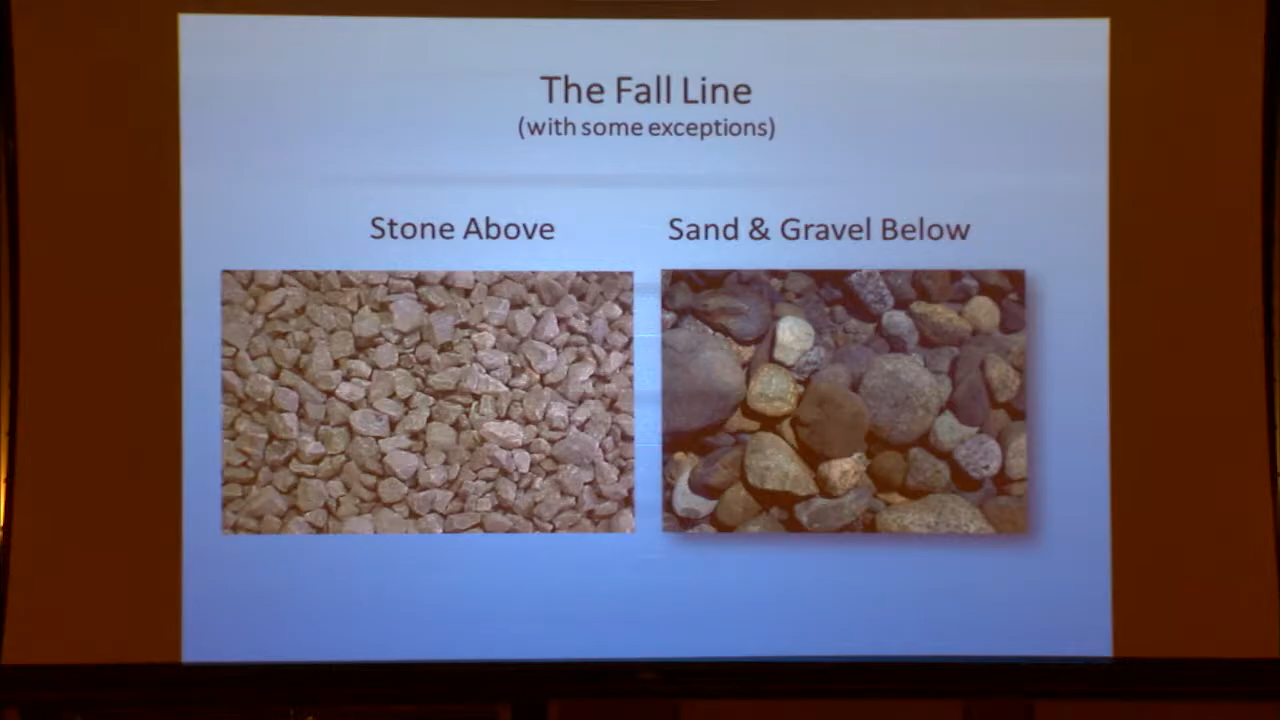 The Fall Line
(with some exceptions)
Stone Above
Sand & Gravel Below